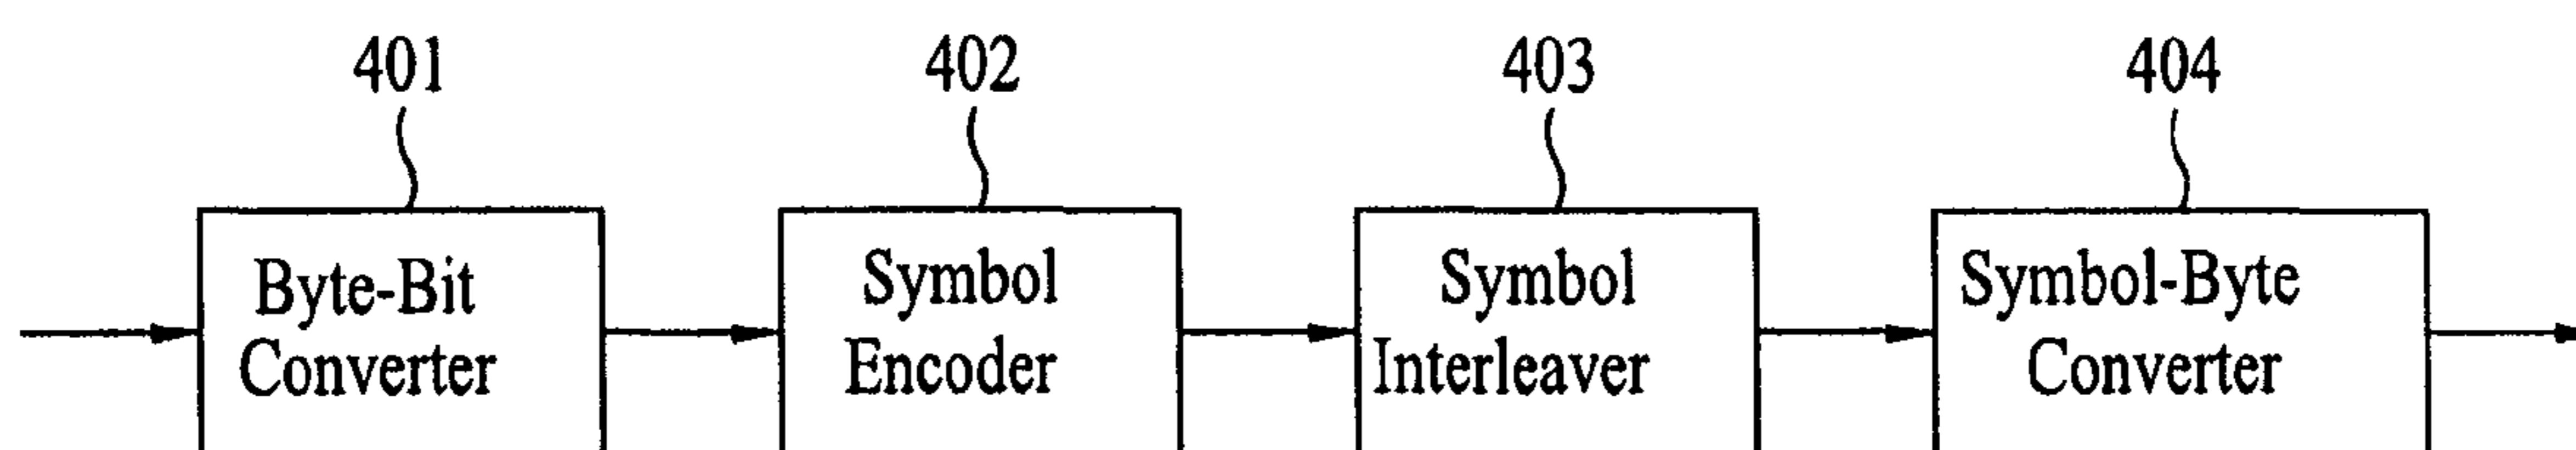 401
402
403
404
Byte-Bit
Converter
Symbol
Encoder
Symbol
Interleaver
Symbol-Byte
Converter